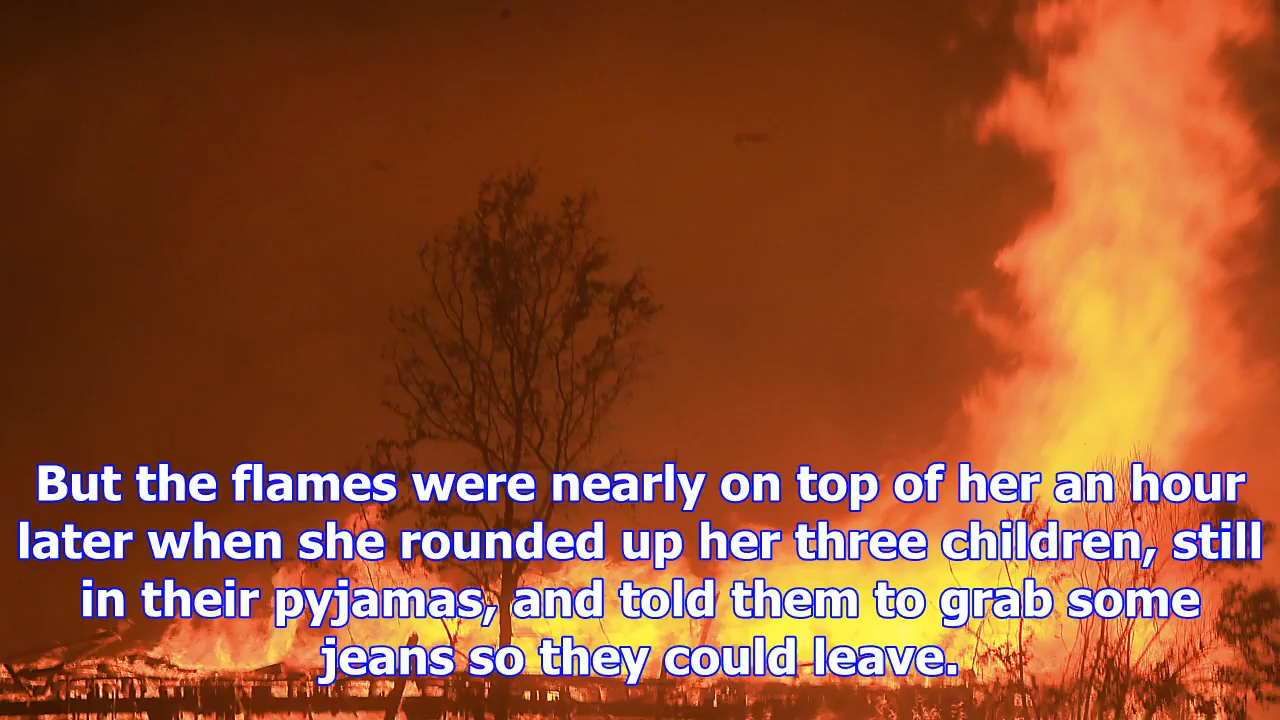 But the flames were nearly on top of her an hour
later when she rounded up her three children, still
in their pyjamas, and told them to grab some
jeans so they could leave.